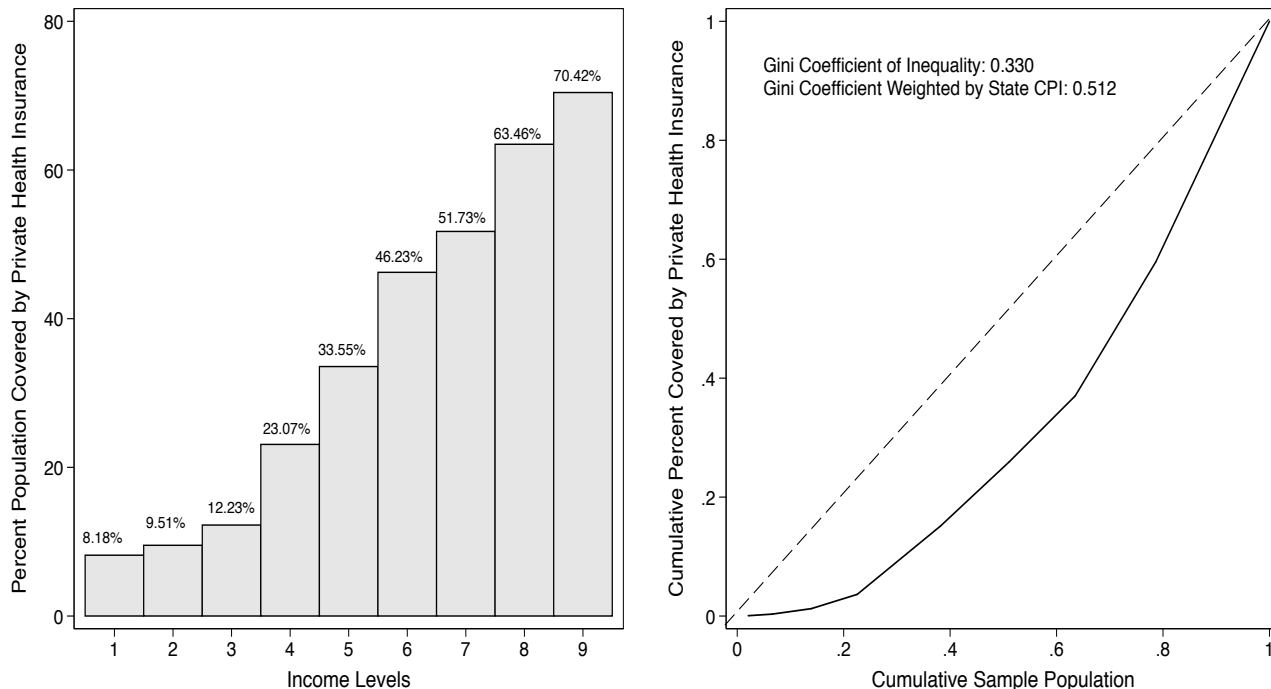 Percent Population Covered by Private Health Insurance
80
60
40
20
0
8.18%
9.51%
12.23%
23.07%
33.55%
46.23%
51.73%
63.46%
70.42%
1 2 3 4 5 6 7 8 9
Income Levels
Cumulative Percent Covered by Private Health Insurance
1
.8
.6
.4
.2
0
Gini Coefficient of Inequality: 0.330
Gini Coefficient Weighted by State CPI: 0.512
0 .2 .4 .6 .8 1
Cumulative Sample Population